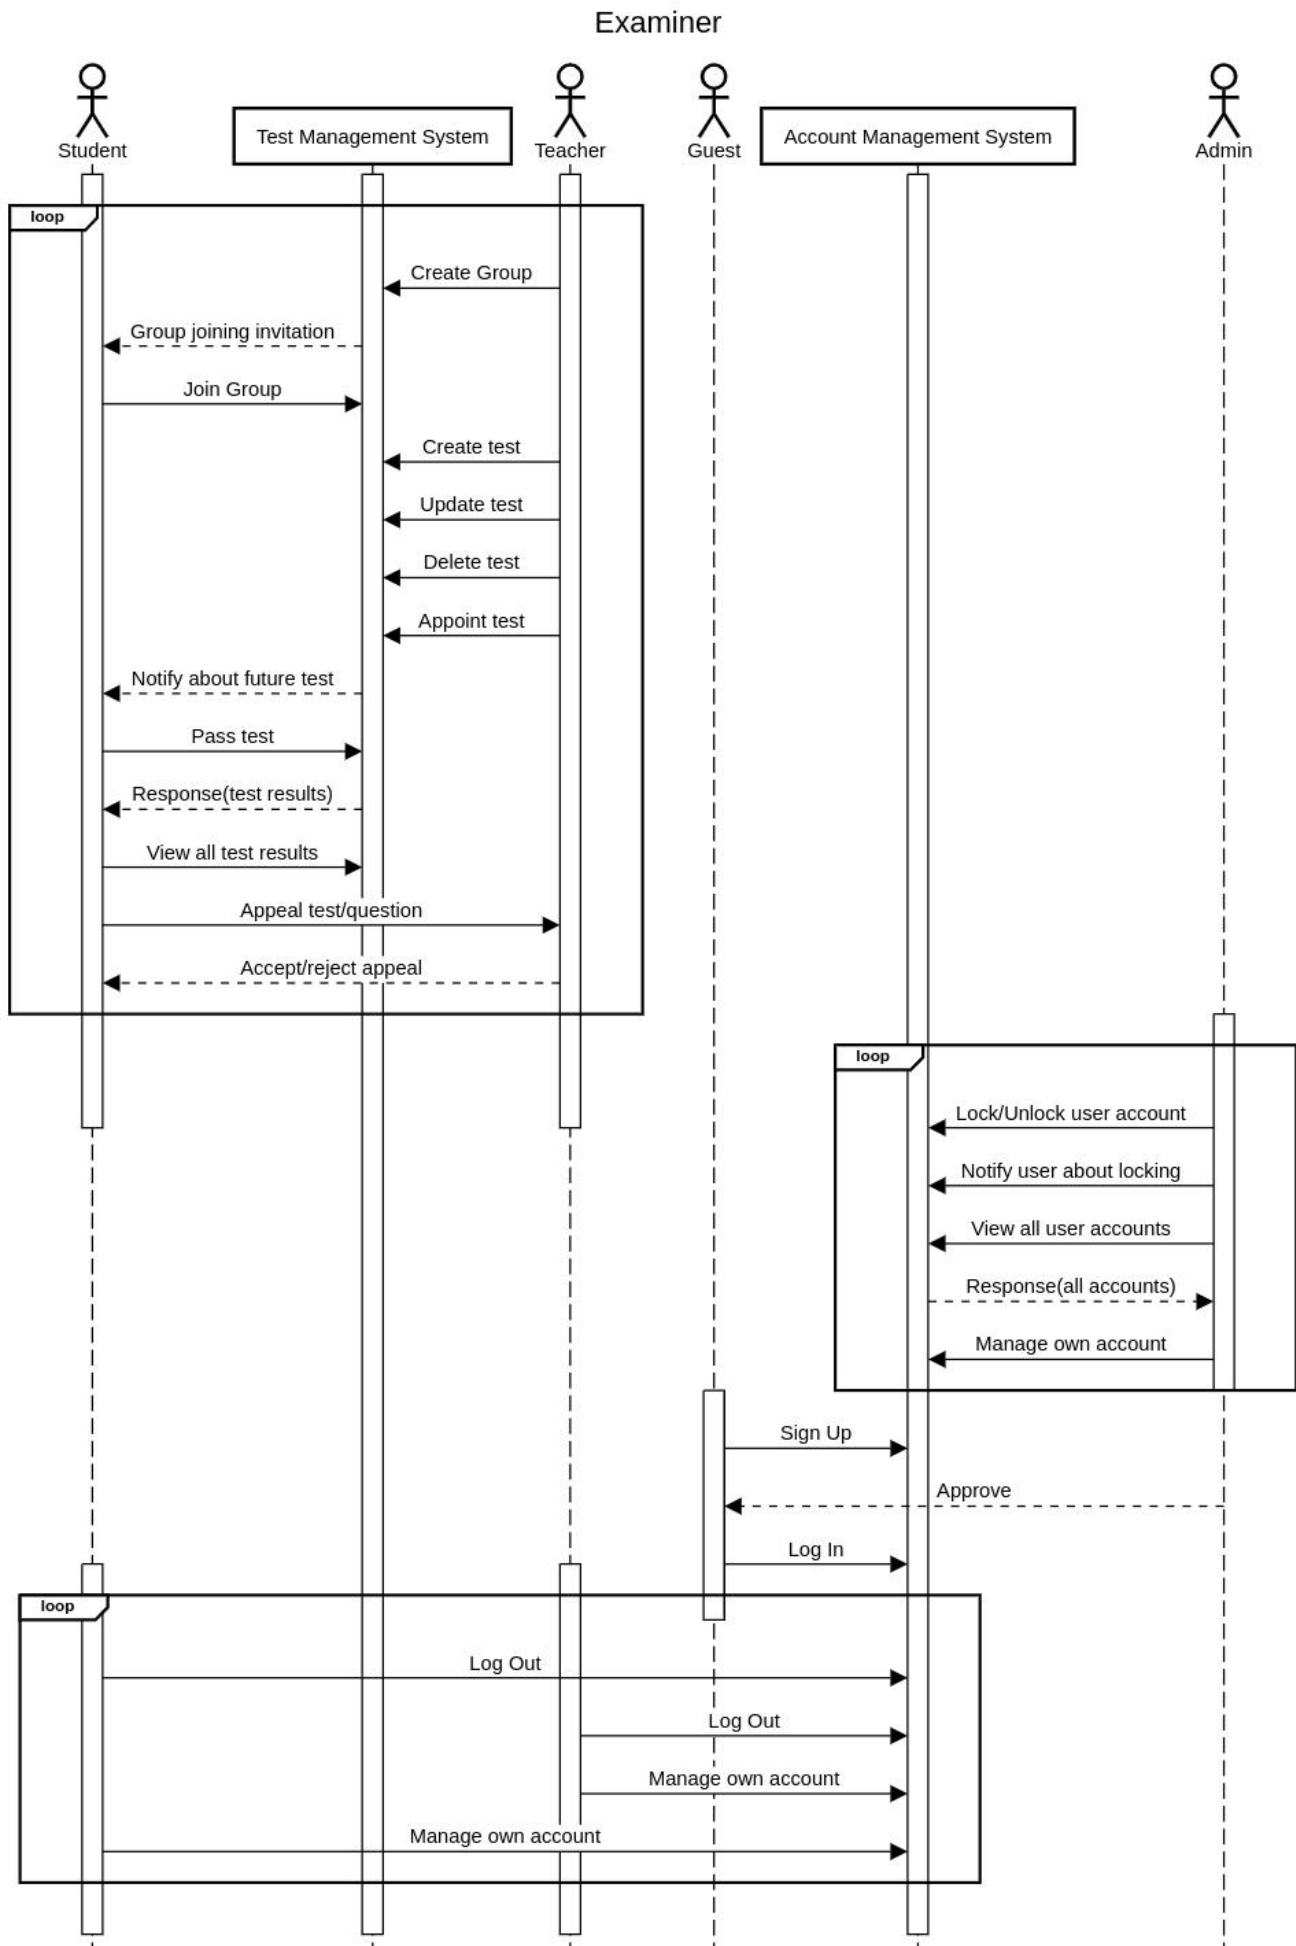 Examiner
Student
Test Management System
Teacher
Guest
Account Management System
Admin
loop
Create Group
Group joining invitation
Join Group
Create test
Update test
Delete test
Appoint test
Notify about future test
Pass test
Response(test results)
View all test results
Appeal test/question
Accept/reject appeal
loop
Lock/Unlock user account
Notify user about locking
View all user accounts
Response(all accounts)
Manage own account
Sign Up
Approve
Log In
loop
Log Out
Log Out
Manage own account
Manage own account